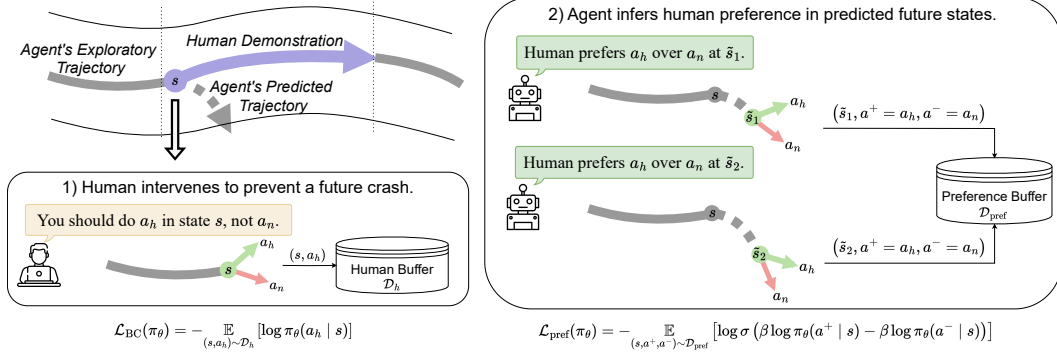 Agent's Exploratory
Trajectory
Human Demonstration
s
Agent's Predicted
Trajectory
1) Human intervenes to prevent a future crash.
You should do a_h in state s, not a_n.
s
a_h
a_n
(s, a_h)
Human Buffer
𝒟_h
ℒ_BC(π_θ) = − 𝔼_{(s,a_h)∼𝒟_h} [log π_θ(a_h | s)]
2) Agent infers human preference in predicted future states.
Human prefers a_h over a_n at s̃_1.
s
s̃_1
a_h
a_n
(s̃_1, a^+ = a_h, a^− = a_n)
Human prefers a_h over a_n at s̃_2.
s
s̃_2
a_h
a_n
(s̃_2, a^+ = a_h, a^− = a_n)
Preference Buffer
𝒟_pref
ℒ_pref(π_θ) = − 𝔼_{(s,a^+,a^−)∼𝒟_pref} [log σ (β log π_θ(a^+ | s) − β log π_θ(a^− | s))]